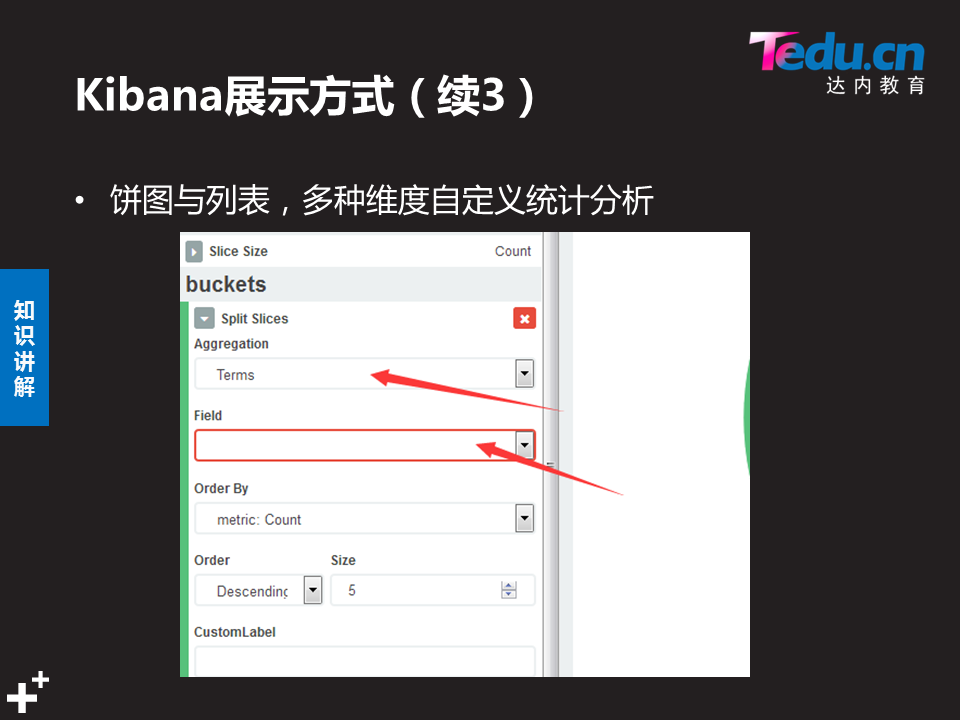 Tedu.cn
达内教育
Kibana展示方式（续3）
• 饼图与列表，多种维度自定义统计分析
知识讲解
Slice Size Count
buckets
Split Slices
Aggregation
Terms
Field
Order By
metric: Count
Order Size
Descending 5
CustomLabel